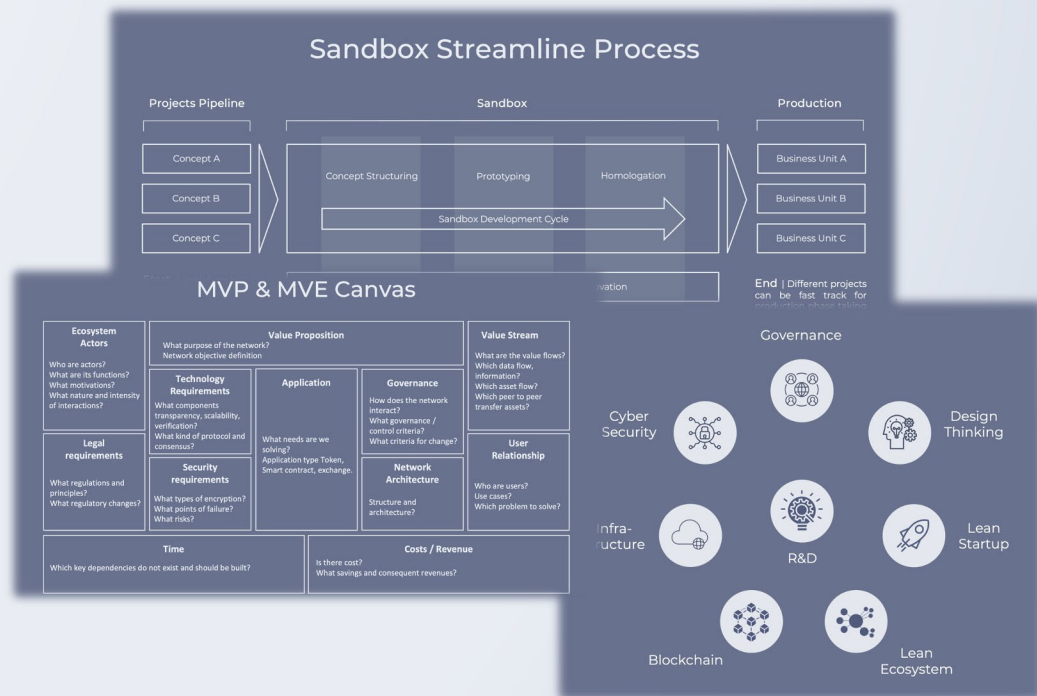 Sandbox Streamline Process
Projects Pipeline
Sandbox
Production
Concept A
Concept B
Concept C
Concept Structuring
Prototyping
Homologation
Sandbox Development Cycle
Business Unit A
Business Unit B
Business Unit C
End | Different projects
can be fast track for
production phase taking
MVP & MVE Canvas
Ecosystem
Actors
Who are actors?
What are its functions?
What motivations?
What nature and intensity
of interactions?
Legal
requirements
What regulations and
principles?
What regulatory changes?
Value Proposition
What purpose of the network?
Network objective definition
Technology
Requirements
What components
transparency, scalability,
verification?
What kind of protocol and
consensus?
Security
requirements
What types of encryption?
What points of failure?
What risks?
Application
What needs are we
solving?
Application type Token,
Smart contract, exchange.
Governance
How does the network
interact?
What governance /
control criteria?
What criteria for change?
Network
Architecture
Structure and
architecture?
Value Stream
What are the value flows?
Which data flow,
information?
Which asset flow?
Which peer to peer
transfer assets?
User
Relationship
Who are users?
Use cases?
Which problem to solve?
Time
Which key dependencies do not exist and should be built?
Costs / Revenue
Is there cost?
What savings and consequent revenues?
Governance
Cyber
Security
Design
Thinking
Infra-
ructure
R&D
Lean
Startup
Blockchain
Lean
Ecosystem